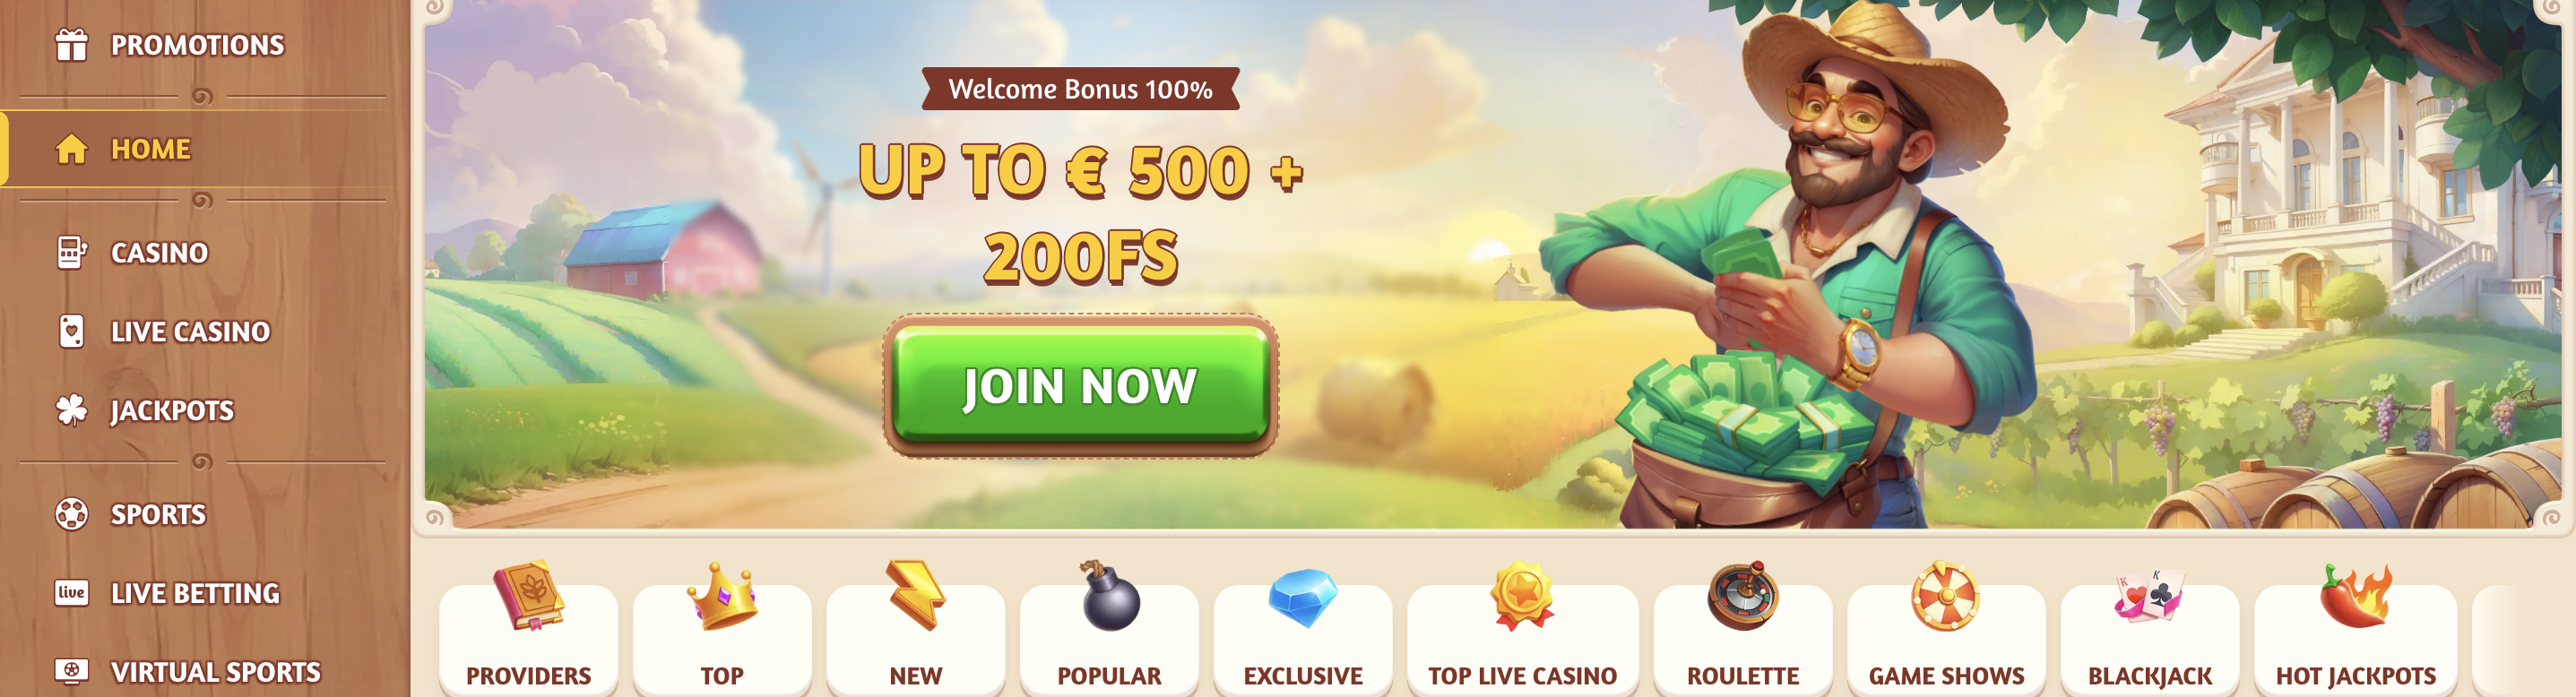 PROMOTIONS
HOME
CASINO
LIVE CASINO
JACKPOTS
SPORTS
live
LIVE BETTING
VIRTUAL SPORTS
Welcome Bonus 100%
UP TO € 500 +
200FS
JOIN NOW
PROVIDERS
TOP
NEW
POPULAR
EXCLUSIVE
TOP LIVE CASINO
ROULETTE
GAME SHOWS
K
K
BLACKJACK
HOT JACKPOTS